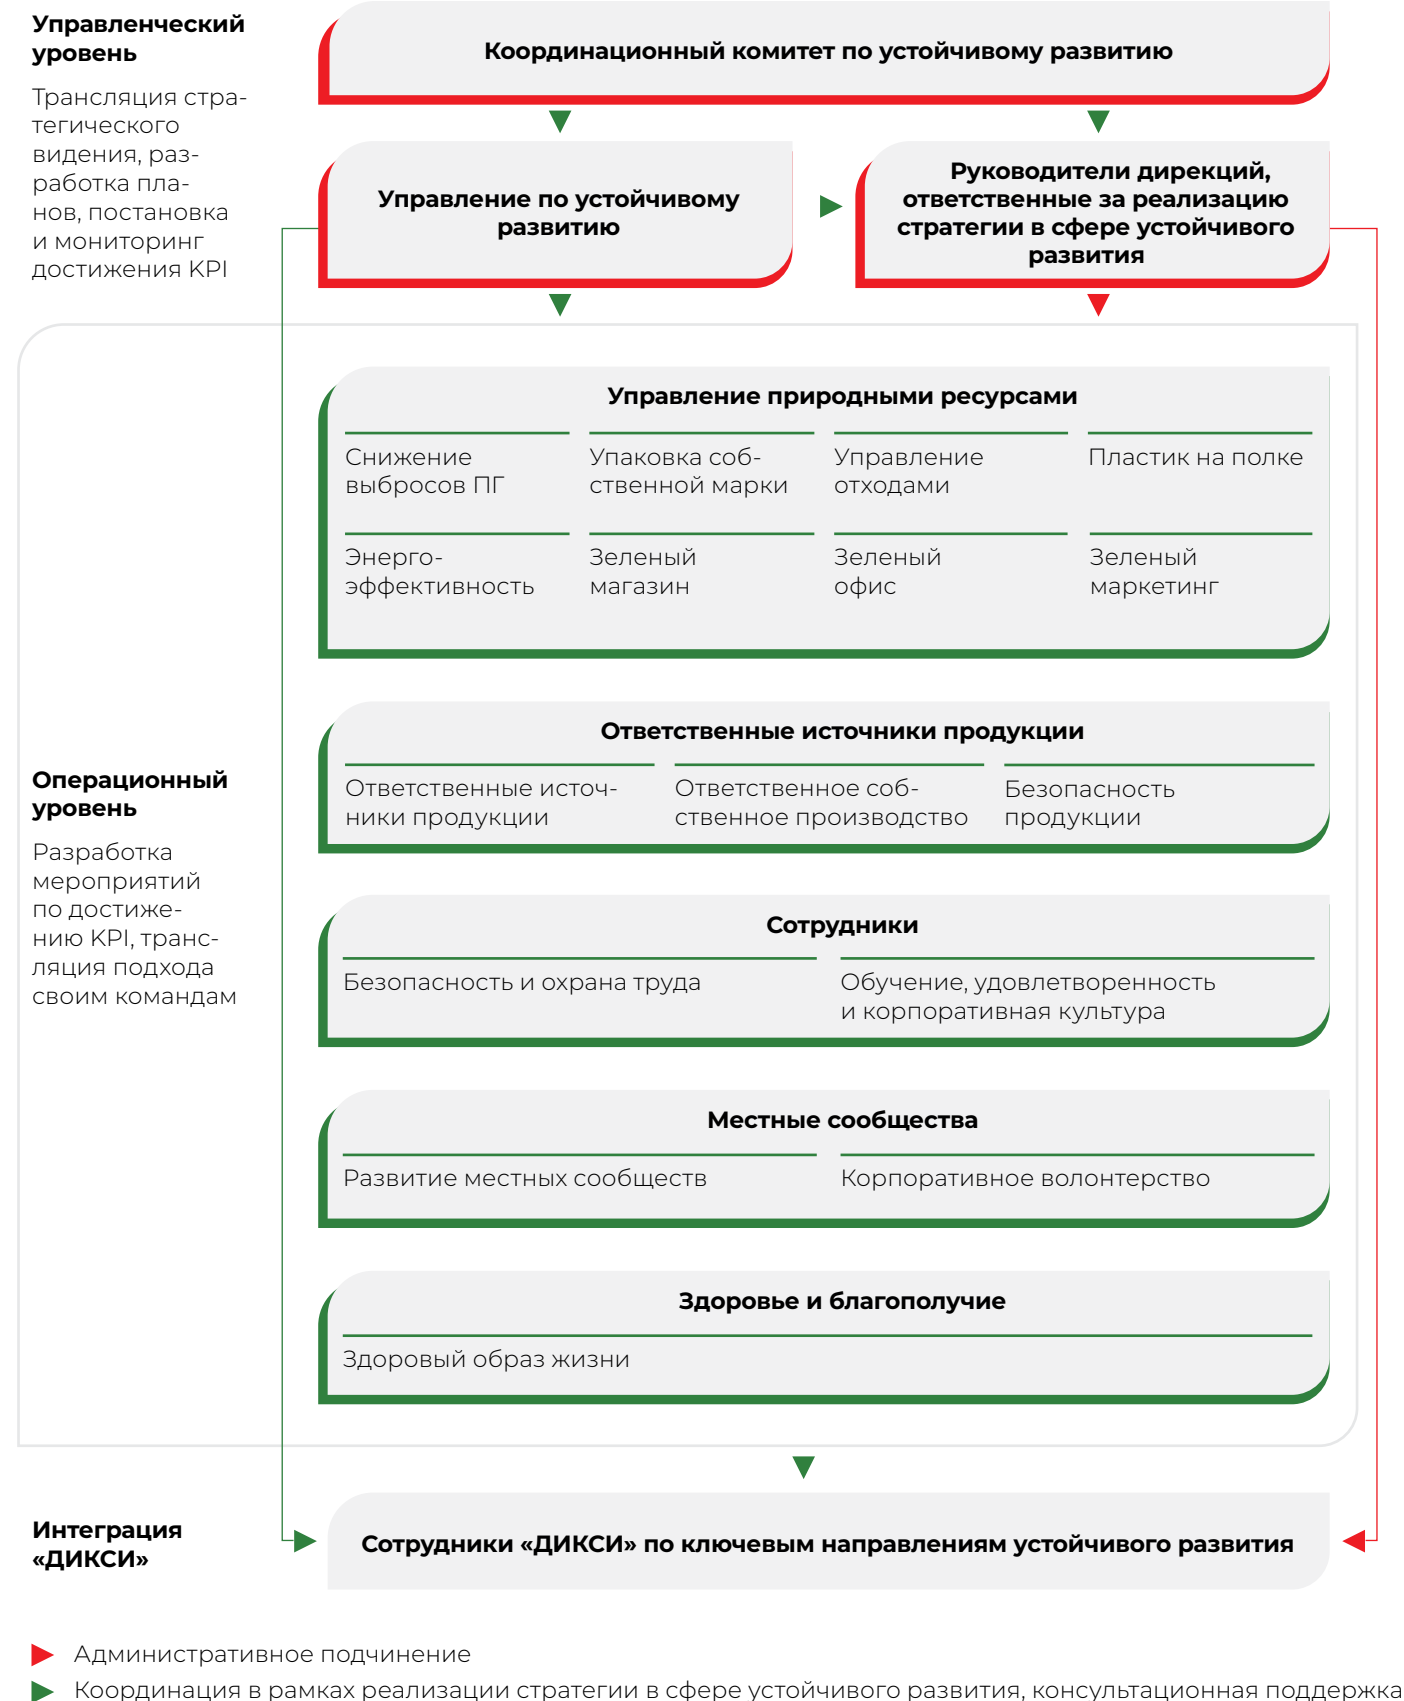 Управленческий
уровень
Трансляция стра-
тегического
видения, раз-
работка пла-
нов, постановка
и мониторинг
достижения KPI
Координационный комитет по устойчивому развитию
Управление по устойчивому
развитию
Руководители дирекций,
ответственные за реализацию
стратегии в сфере устойчивого
развития
Операционный
уровень
Разработка
мероприятий
по достиже-
нию KPI, транс-
ляция подхода
своим командам
Управление природными ресурсами
Снижение
выбросов ПГ
Упаковка соб-
ственной марки
Управление
отходами
Пластик на полке
Энерго-
эффективность
Зеленый
магазин
Зеленый
офис
Зеленый
маркетинг
Ответственные источники продукции
Ответственные источ-
ники продукции
Ответственное соб-
ственное производство
Безопасность
продукции
Сотрудники
Безопасность и охрана труда
Обучение, удовлетворенность
и корпоративная культура
Местные сообщества
Развитие местных сообществ
Корпоративное волонтерство
Здоровье и благополучие
Здоровый образ жизни
Интеграция
«ДИКСИ»
Сотрудники «ДИКСИ» по ключевым направлениям устойчивого развития
Административное подчинение
Координация в рамках реализации стратегии в сфере устойчивого развития, консультационная поддержка